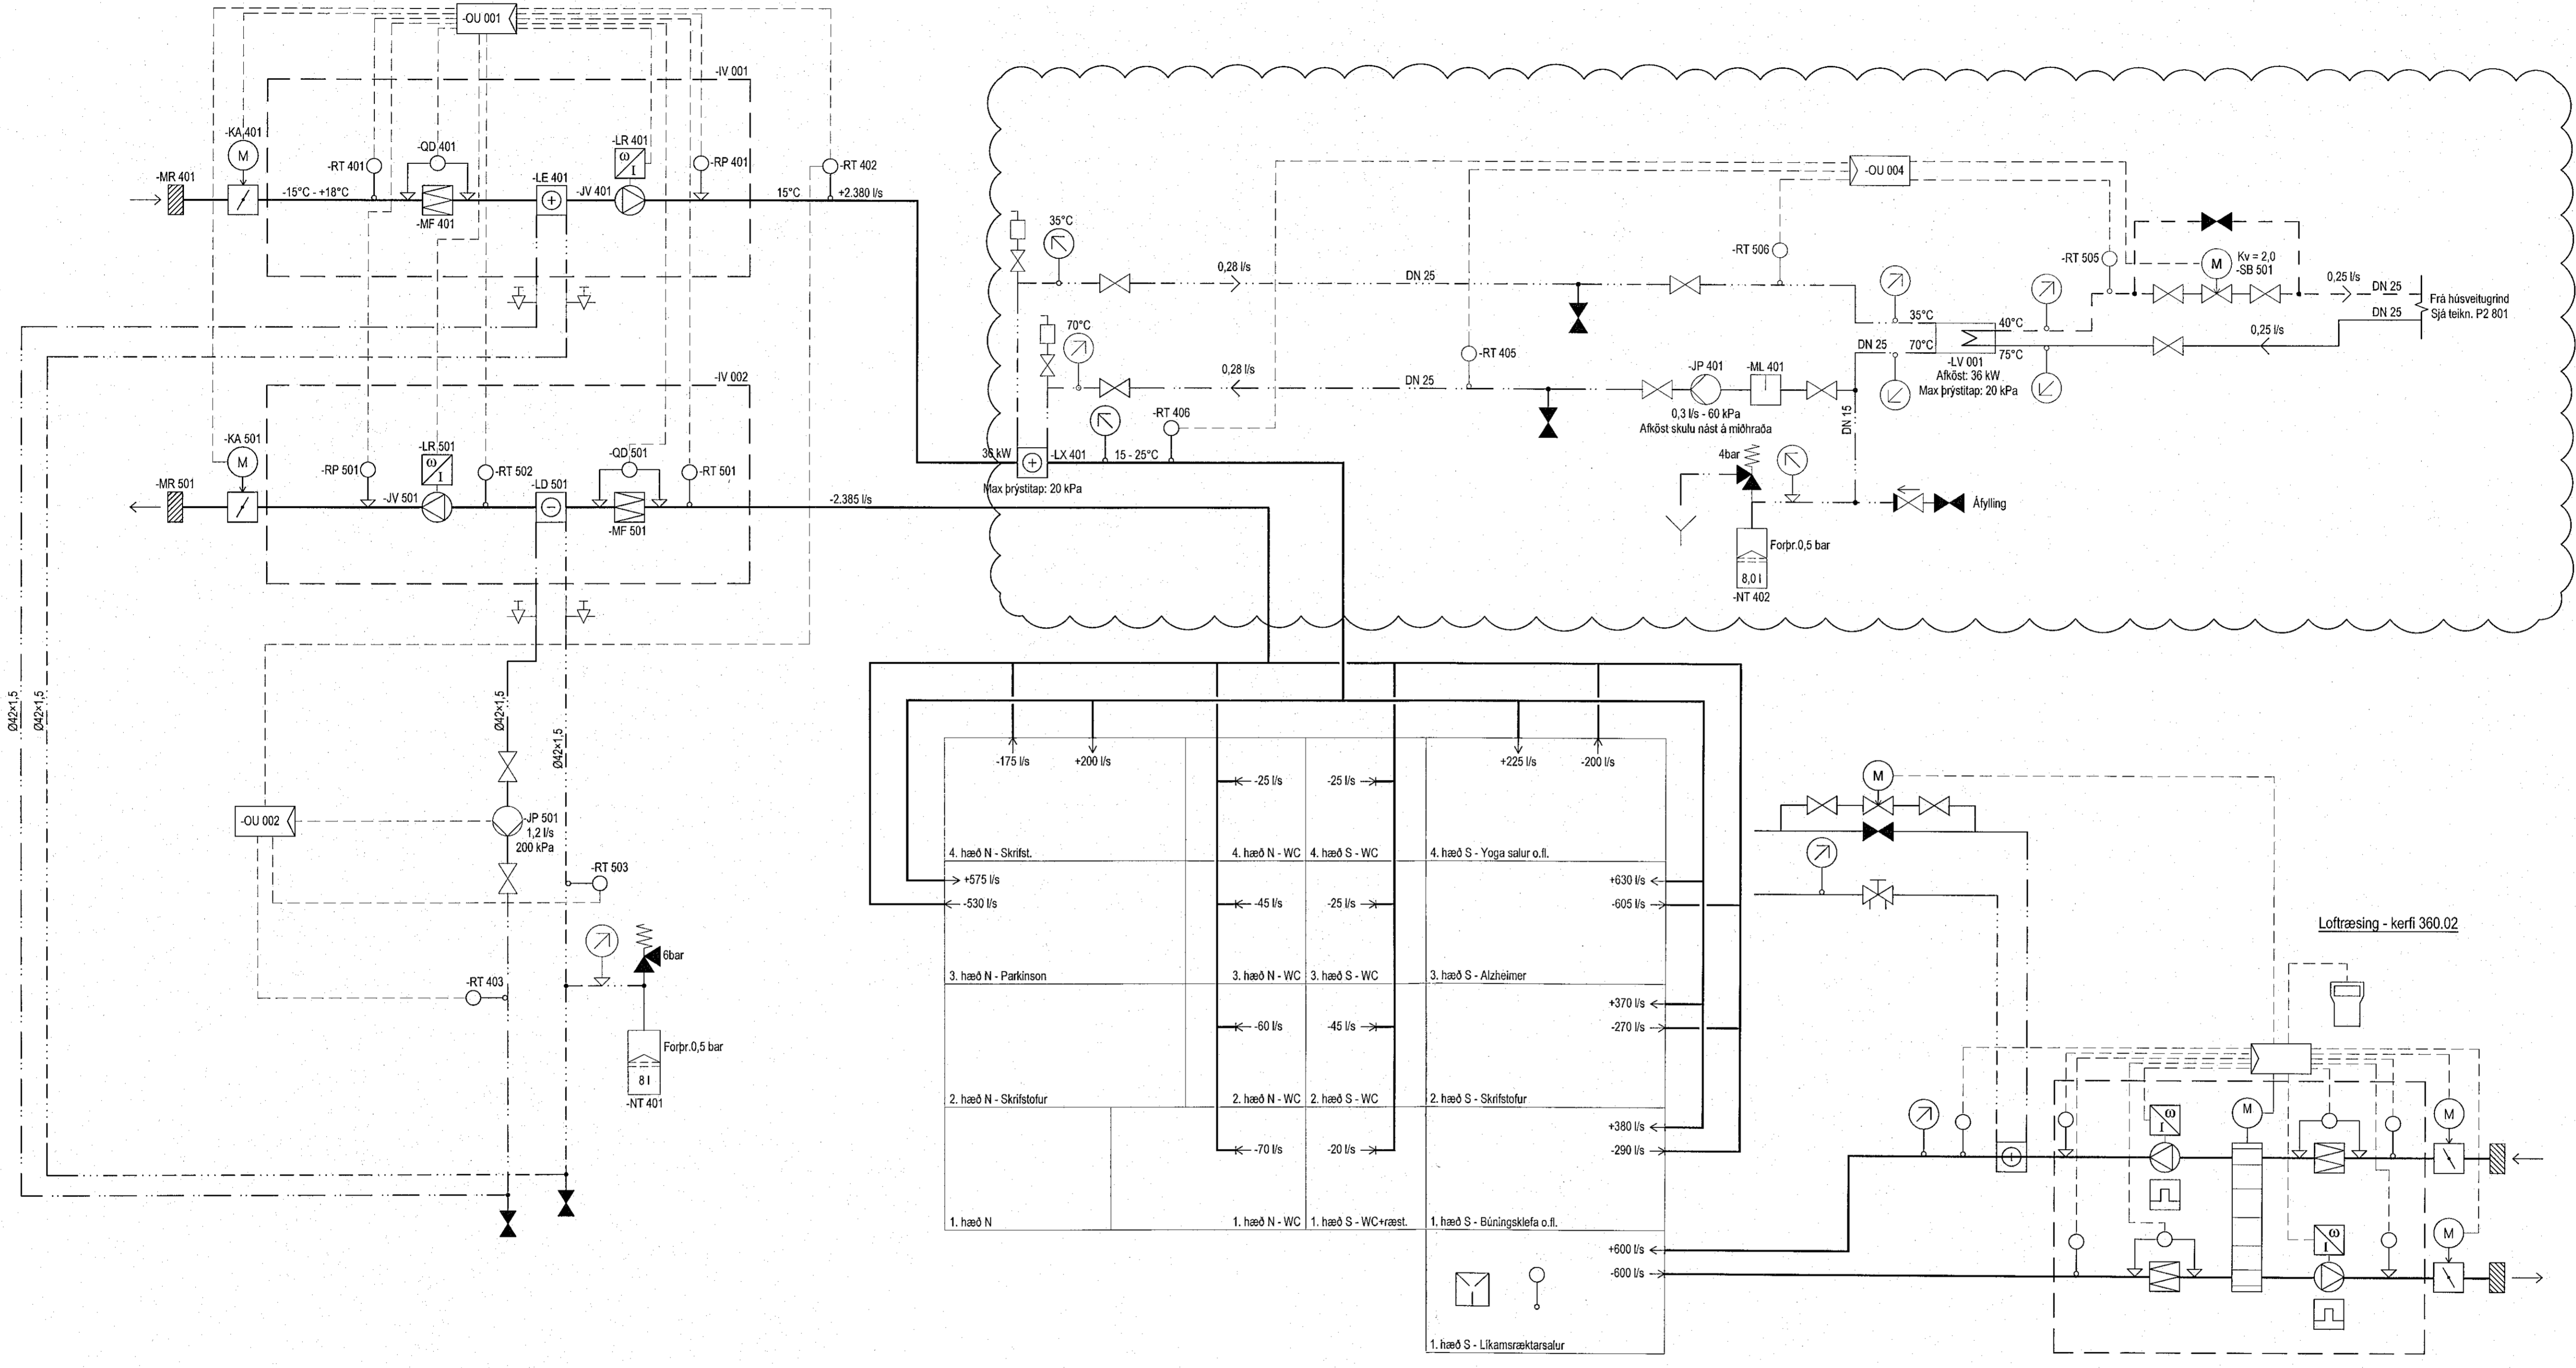 -OU 001
-IV 001
-KA 401
M
-MR 401
-RT 401
-QD 401
-MF 401
-15°C - +18°C
-LE 401
-LR 401
ω
I
-JV 401
-RP 401
-RT 402
15°C
+2.380 l/s
-IV 002
-KA 501
M
-MR 501
-RP 501
-LR 501
ω
I
-JV 501
-RT 502
-LD 501
-QD 501
-MF 501
-RT 501
-2.385 l/s
Ø42×1,5
Ø42×1,5
Ø42×1,5
Ø42×1,5
-OU 002
-JP 501
1,2 l/s
200 kPa
-RT 503
-RT 403
6bar
Forþr.0,5 bar
8 l
-NT 401
35°C
0,28 l/s
DN 25
70°C
0,28 l/s
DN 25
-RT 405
-RT 406
36 kW
-LX 401
15 - 25°C
Max þrýstitap: 20 kPa
-OU 004
-RT 506
-RT 505
M
Kv = 2,0
-SB 501
0,25 l/s
DN 25
DN 25
Frá húsveitugrind
Sjá teikn. P2 801
0,25 l/s
35°C
70°C
40°C
75°C
DN 25
-LV 001
Afköst: 36 kW
Max þrýstitap: 20 kPa
-JP 401
-ML 401
0,3 l/s - 60 kPa
Afköst skulu nást á miðhraða
DN 15
4bar
Áfylling
Forþr.0,5 bar
8,0 l
-NT 402
-175 l/s
+200 l/s
+225 l/s
-200 l/s
-25 l/s
-25 l/s
4. hæð N - Skrifst.
4. hæð N - WC
4. hæð S - WC
4. hæð S - Yoga salur o.fl.
+575 l/s
-530 l/s
-45 l/s
-25 l/s
+630 l/s
-605 l/s
3. hæð N - Parkinson
3. hæð N - WC
3. hæð S - WC
3. hæð S - Alzheimer
-60 l/s
-45 l/s
+370 l/s
-270 l/s
2. hæð N - Skrifstofur
2. hæð N - WC
2. hæð S - WC
2. hæð S - Skrifstofur
-70 l/s
-20 l/s
+380 l/s
-290 l/s
1. hæð N
1. hæð N - WC
1. hæð S - WC+ræst.
1. hæð S - Búningsklefa o.fl.
+600 l/s
-600 l/s
1. hæð S - Líkamsræktarsalur
M
Loftræsing - kerfi 360.02
ω
I
M
M
ω
I
M